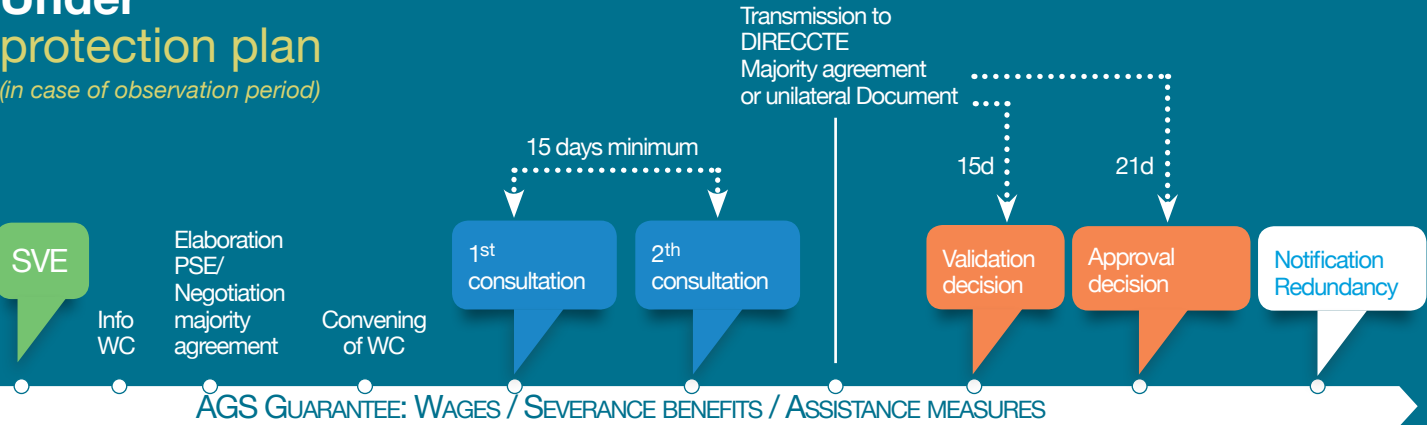 Under
protection plan
(in case of observation period)
Transmission to
DIRECCTE
Majority agreement
or unilateral Document
15 days minimum
15d
21d
SVE
Info
WC
Elaboration
PSE/
Negotiation
majority
agreement
Convening
of WC
1st
consultation
2th
consultation
Validation
decision
Approval
decision
Notification
Redundancy
AGS GUARANTEE: WAGES / SEVERANCE BENEFITS / ASSISTANCE MEASURES